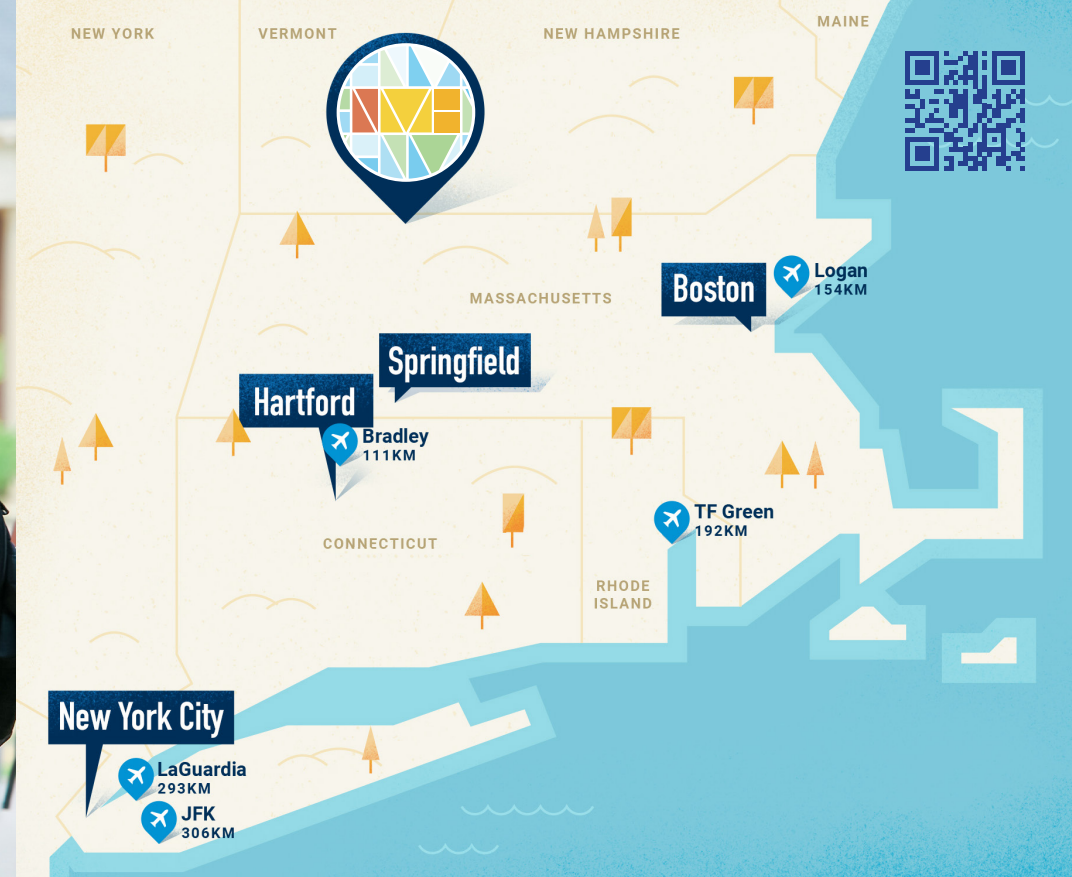 NEW YORK
VERMONT
NEW HAMPSHIRE
MAINE
NVE
Logan
154KM
Boston
MASSACHUSETTS
Springfield
Hartford
Bradley
111KM
TF Green
192KM
CONNECTICUT
RHODE
ISLAND
New York City
LaGuardia
293KM
JFK
306KM